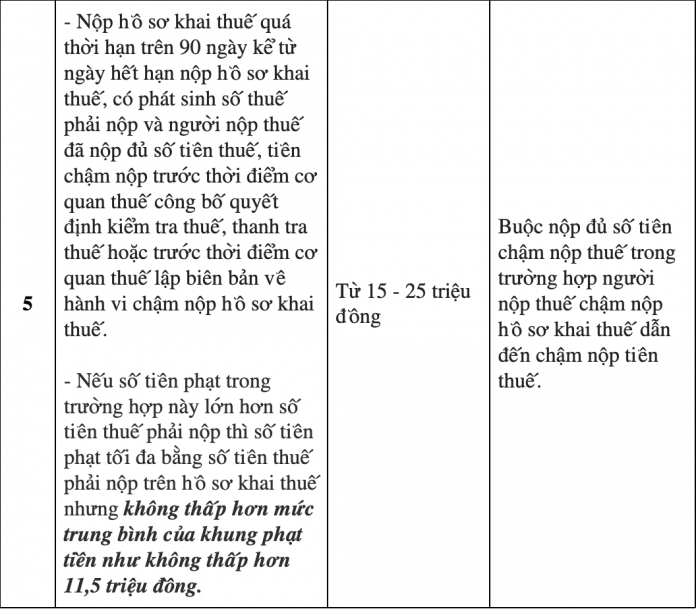 5
- Nộp hồ sơ khai thuế quá
thời hạn trên 90 ngày kể từ
ngày hết hạn nộp hồ sơ khai
thuế, có phát sinh số thuế
phải nộp và người nộp thuế
đã nộp đủ số tiền thuế, tiền
chậm nộp trước thời điểm cơ
quan thuế công bố quyết
định kiểm tra thuế, thanh tra
thuế hoặc trước thời điểm cơ
quan thuế lập biên bản về
hành vi chậm nộp hồ sơ khai
thuế.
- Nếu số tiền phạt trong
trường hợp này lớn hơn số
tiền thuế phải nộp thì số tiền
phạt tối đa bằng số tiền thuế
phải nộp trên hồ sơ khai thuế
nhưng không thấp hơn mức
trung bình của khung phạt
tiền như không thấp hơn
11,5 triệu đồng.
Từ 15 - 25 triệu
đồng
Buộc nộp đủ số tiền
chậm nộp thuế trong
trường hợp người
nộp thuế chậm nộp
hồ sơ khai thuế dẫn
đến chậm nộp tiền
thuế.